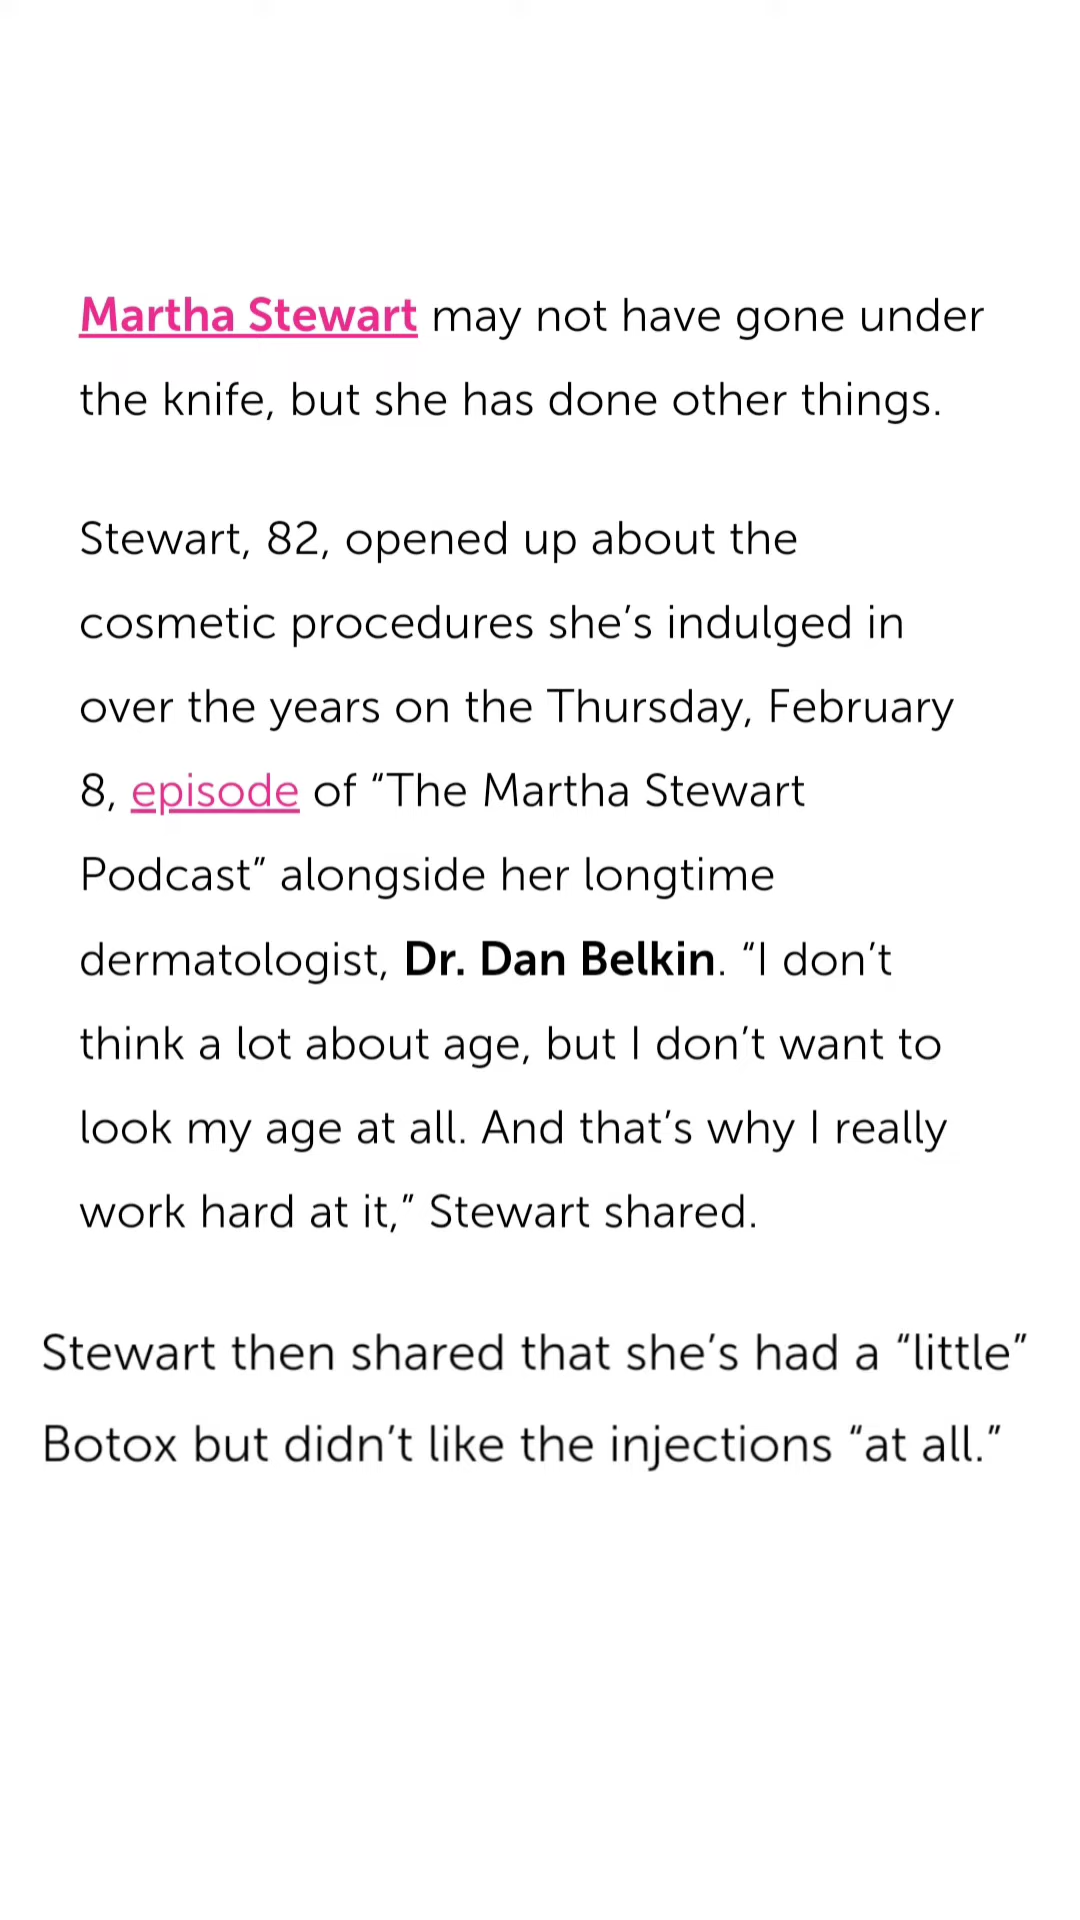 Martha Stewart may not have gone under
the knife, but she has done other things.
Stewart, 82, opened up about the
cosmetic procedures she’s indulged in
over the years on the Thursday, February
8, episode of “The Martha Stewart
Podcast” alongside her longtime
dermatologist, Dr. Dan Belkin. “I don’t
think a lot about age, but I don’t want to
look my age at all. And that’s why I really
work hard at it,” Stewart shared.
Stewart then shared that she’s had a “little”
Botox but didn’t like the injections “at all.”